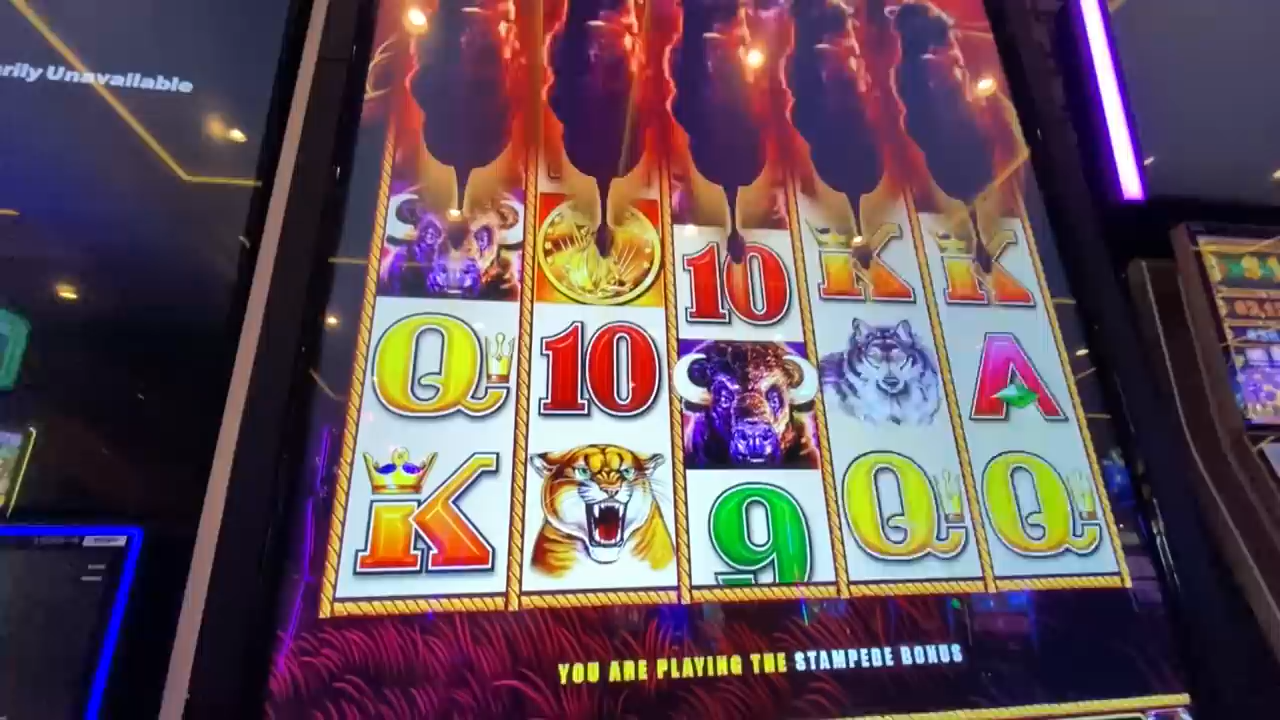 rily Unavailable
10 K K
Q 10 A
K 9 Q Q
YOU ARE PLAYING THE STAMPEDE BONUS